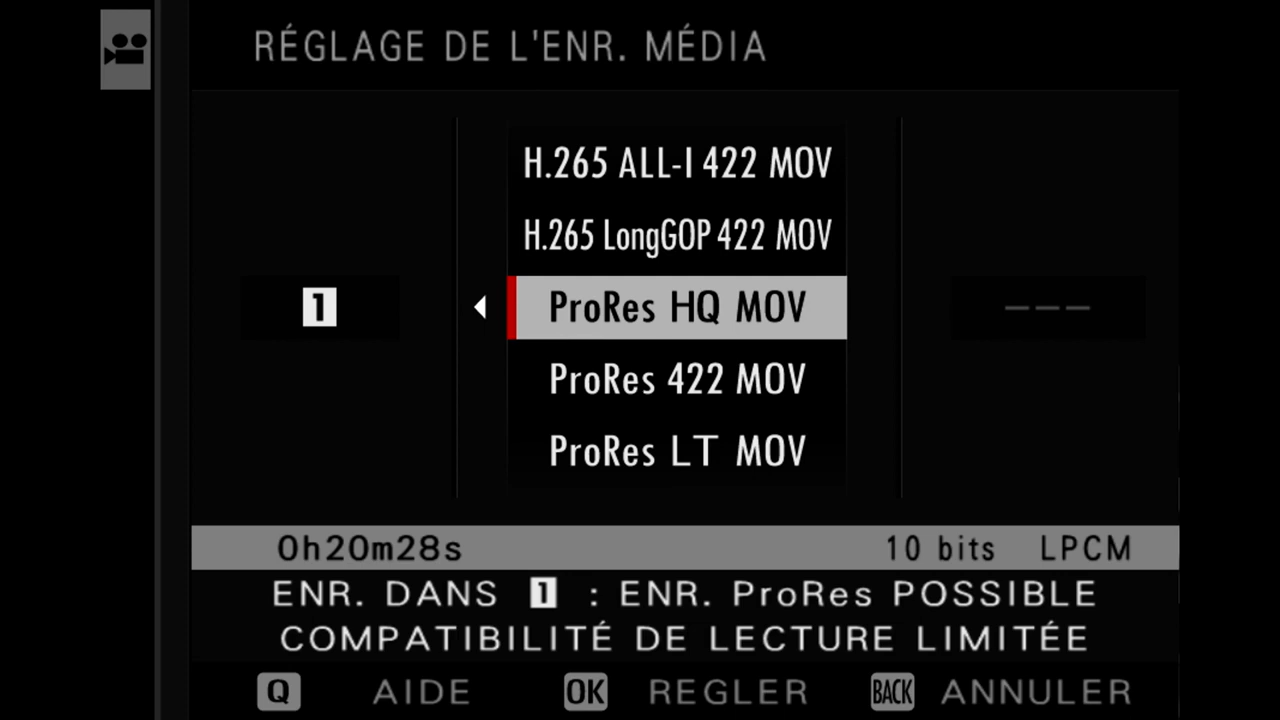 RÉGLAGE DE L'ENR. MÉDIA
H.265 ALL-I 422 MOV
H.265 LongGOP 422 MOV
1 ProRes HQ MOV ---
ProRes 422 MOV
ProRes LT MOV
0h20m28s 10 bits LPCM
ENR. DANS 1 : ENR. ProRes POSSIBLE
COMPATIBILITÉ DE LECTURE LIMITÉE
Q AIDE OK REGLER BACK ANNULER